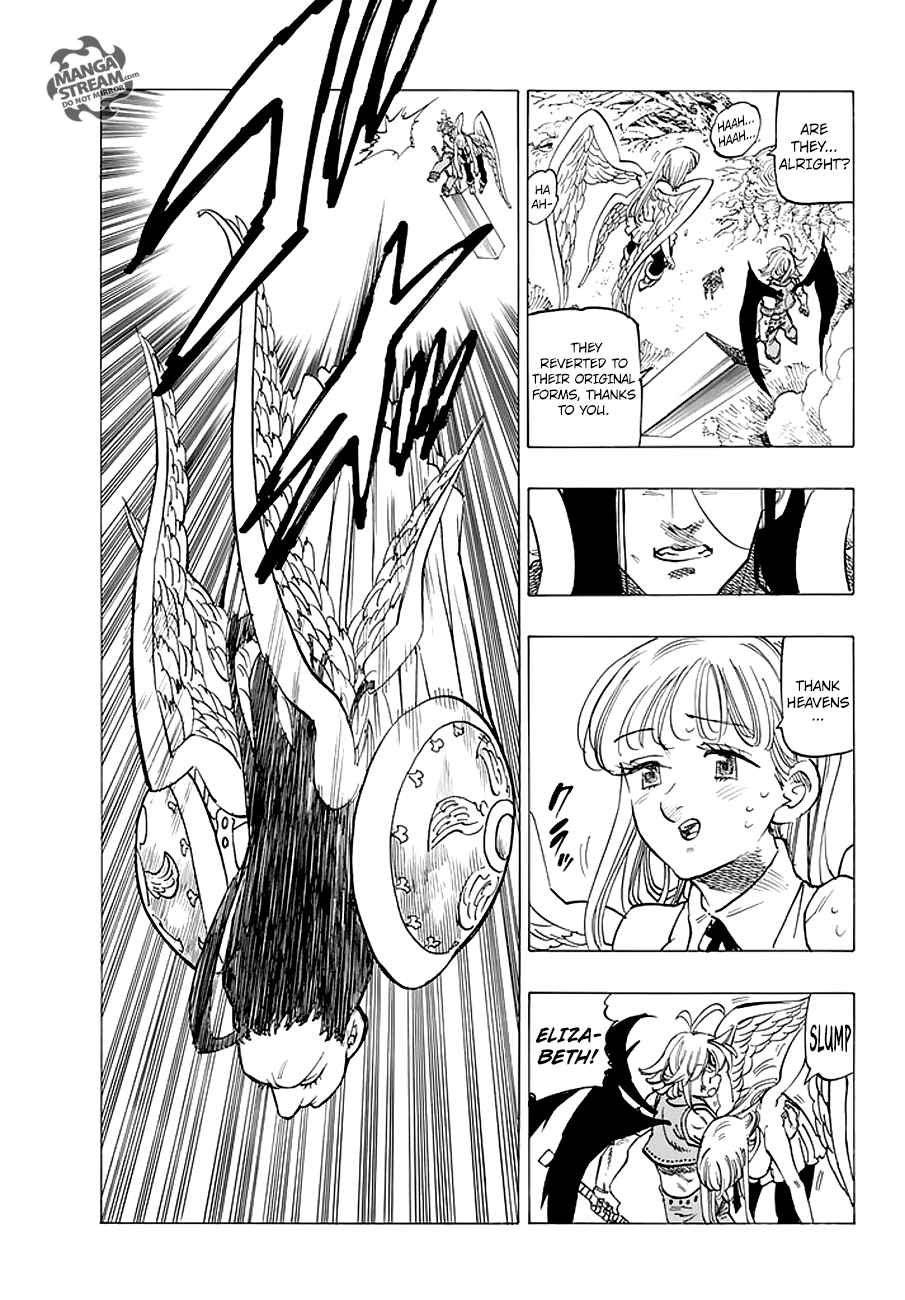 MANGA
STREAM.com
DO NOT MIRROR
ARE
THEY...
ALRIGHT?
HAAH...
HAAH...
HA
AH-
THEY
REVERTED TO
THEIR ORIGINAL
FORMS, THANKS
TO YOU.
THANK
HEAVENS
...
SLUMP
ELIZA-
BETH!